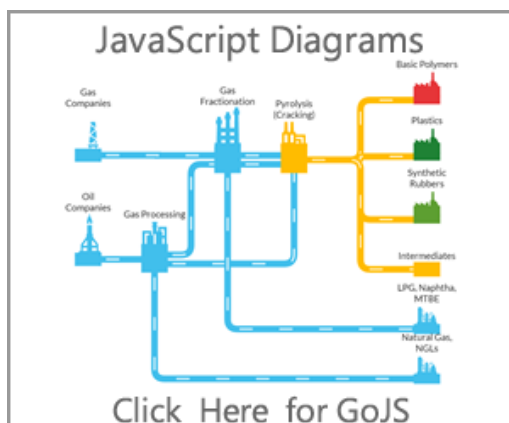 JavaScript Diagrams
Basic Polymers
Gas
Companies
Gas
Fractionation
Pyrolysis
(Cracking)
Plastics
Synthetic
Rubbers
Oil
Companies
Gas Processing
Intermediates
LPG, Naphtha,
MTBE
Natural Gas,
NGLs
Click Here for GoJS